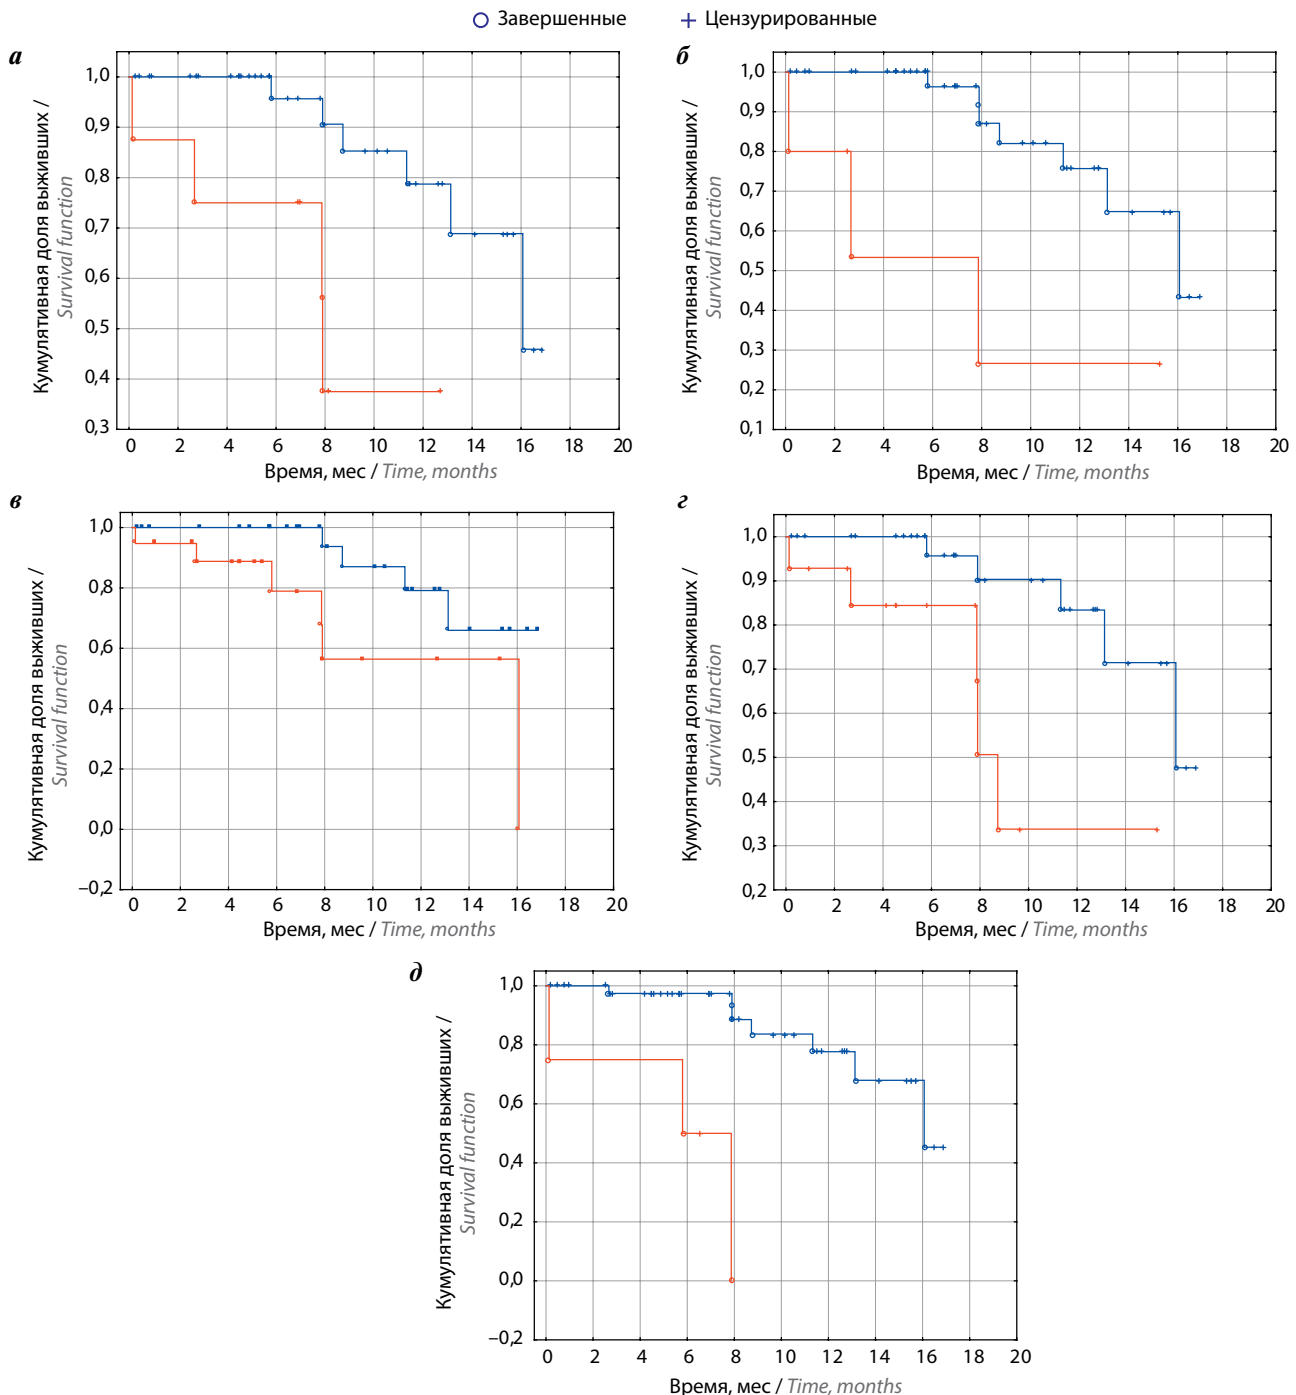 Завершенные
Цензурированные
а
1,0
0,9
0,8
0,7
0,6
0,5
0,4
0,3
0 2 4 6 8 10 12 14 16 18 20
Кумулятивная доля выживших /
Survival function
Время, мес / Time, months
б
1,0
0,9
0,8
0,7
0,6
0,5
0,4
0,3
0,2
0,1
0 2 4 6 8 10 12 14 16 18 20
Кумулятивная доля выживших /
Survival function
Время, мес / Time, months
в
1,0
0,8
0,6
0,4
0,2
0,0
–0,2
0 2 4 6 8 10 12 14 16 18 20
Кумулятивная доля выживших /
Survival function
Время, мес / Time, months
г
1,0
0,9
0,8
0,7
0,6
0,5
0,4
0,3
0,2
0 2 4 6 8 10 12 14 16 18 20
Кумулятивная доля выживших /
Survival function
Время, мес / Time, months
д
1,0
0,8
0,6
0,4
0,2
0,0
–0,2
0 2 4 6 8 10 12 14 16 18 20
Кумулятивная доля выживших /
Survival function
Время, мес / Time, months